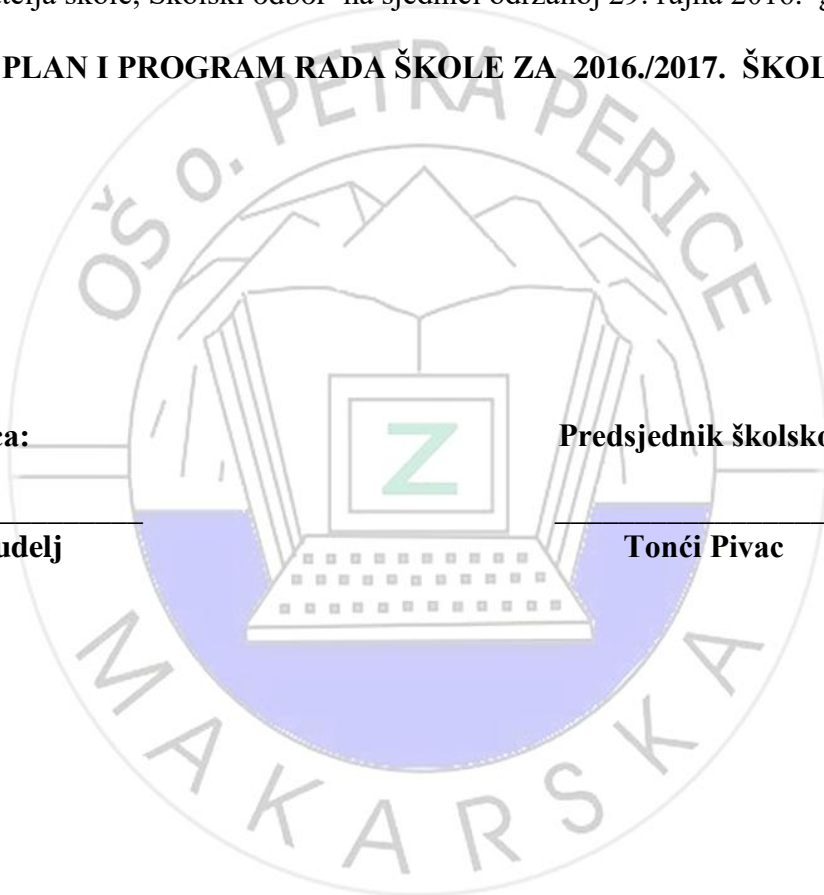 škole, Školski odbor na sjednici održanoj 29. rujna 2016.
PLAN I PROGRAM RADA ŠKOLE ZA 2016./2017. ŠKOL
OŠ O. PETRA PERICE
ca: Predsjednik školsko
Z
udelj Tonći Pivac
MAKARSKA